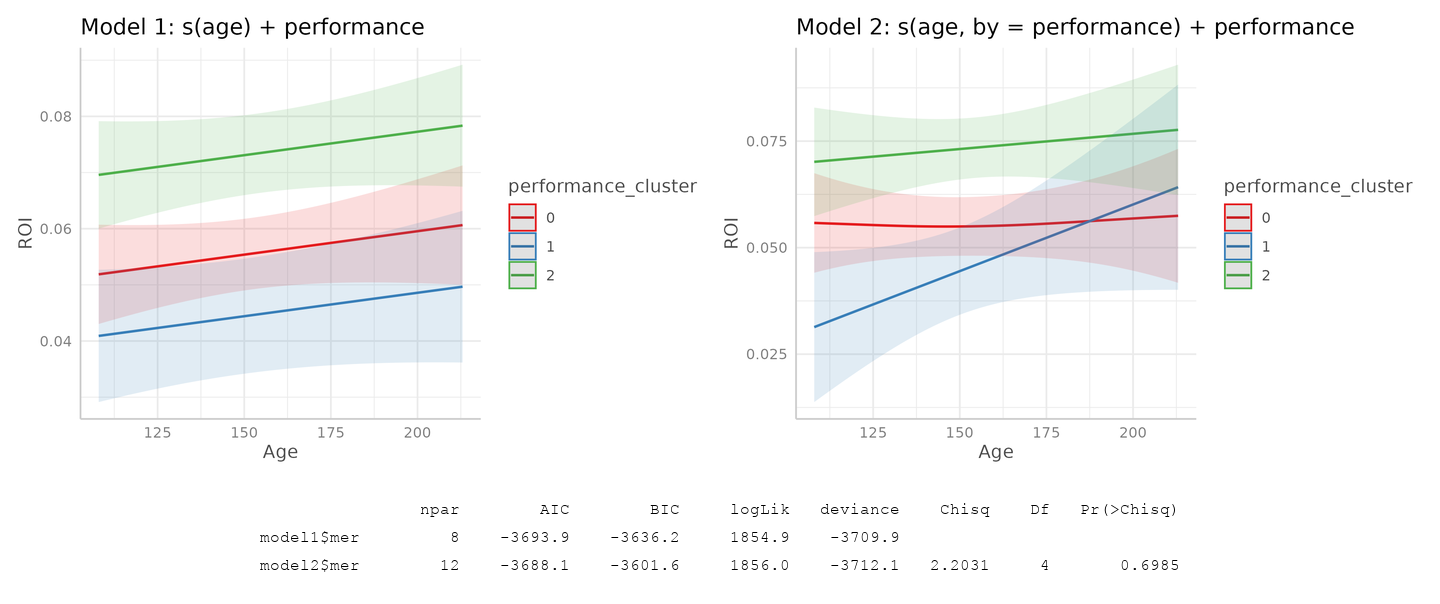 Model 1: s(age) + performance
0.08
0.06
0.04
ROI
125 150 175 200
Age
performance_cluster
0
1
2
Model 2: s(age, by = performance) + performance
0.075
0.050
0.025
ROI
125 150 175 200
Age
performance_cluster
0
1
2
npar AIC BIC logLik deviance Chisq Df Pr(>Chisq)
model1$mer 8 -3693.9 -3636.2 1854.9 -3709.9
model2$mer 12 -3688.1 -3601.6 1856.0 -3712.1 2.2031 4 0.6985